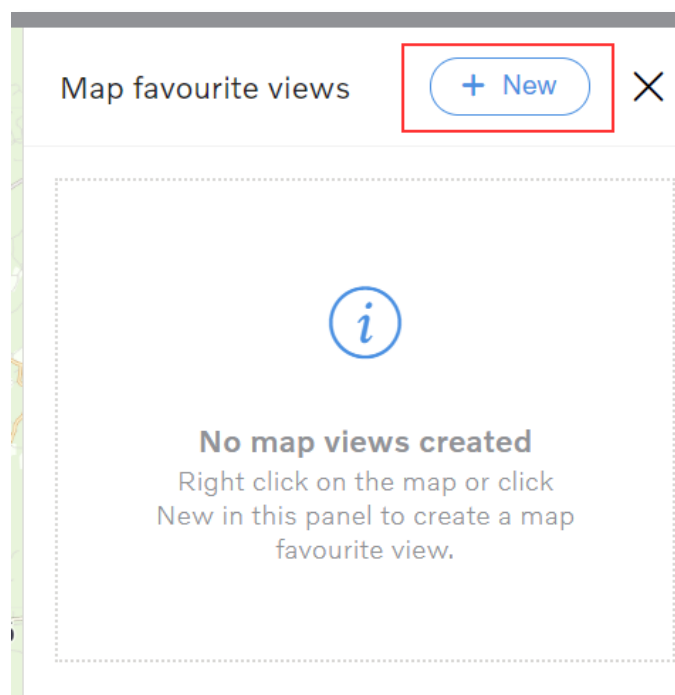 Map favourite views
+ New
No map views created
Right click on the map or click
New in this panel to create a map
favourite view.